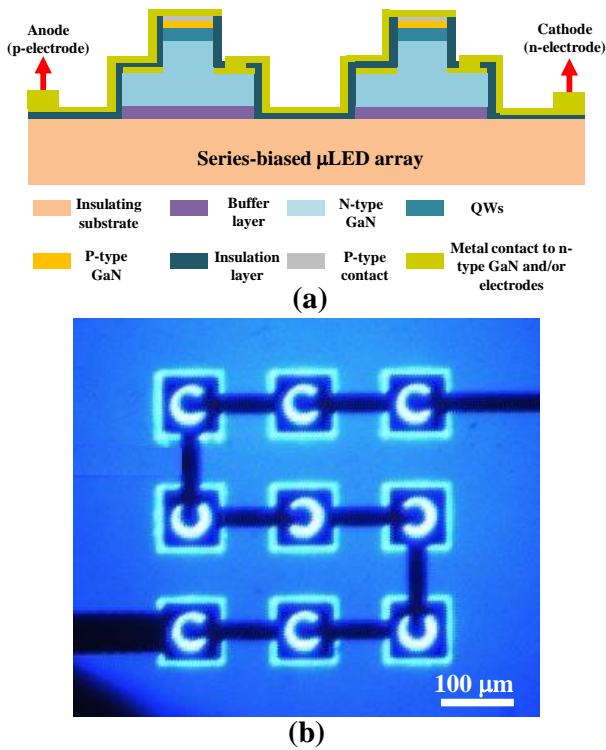 Anode
(p-electrode)
Cathode
(n-electrode)
Series-biased μLED array
Insulating
substrate
Buffer
layer
N-type
GaN
QWs
P-type
GaN
Insulation
layer
P-type
contact
Metal contact to n-
type GaN and/or
electrodes
(a)
100 μm
(b)